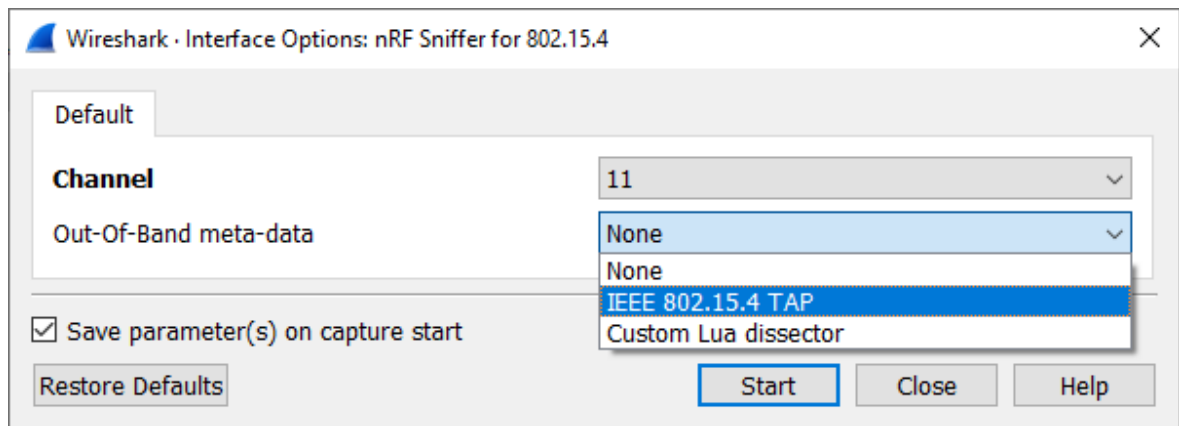 Wireshark · Interface Options: nRF Sniffer for 802.15.4
Default
Channel
11
Out-Of-Band meta-data
None
None
IEEE 802.15.4 TAP
Custom Lua dissector
Save parameter(s) on capture start
Restore Defaults
Start
Close
Help